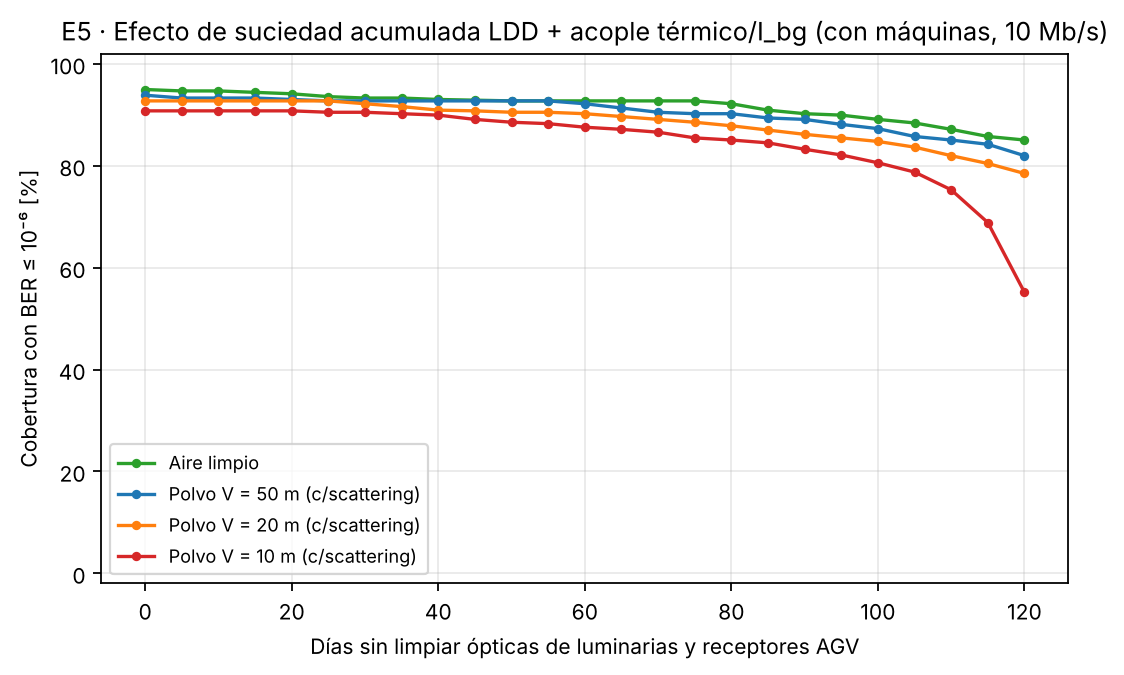 E5 · Efecto de suciedad acumulada LDD + acople térmico/I_bg (con máquinas, 10 Mb/s)
Cobertura con BER ≤ 10⁻⁶ [%]
100
80
60
40
20
0
Aire limpio
Polvo V = 50 m (c/scattering)
Polvo V = 20 m (c/scattering)
Polvo V = 10 m (c/scattering)
0 20 40 60 80 100 120
Días sin limpiar ópticas de luminarias y receptores AGV